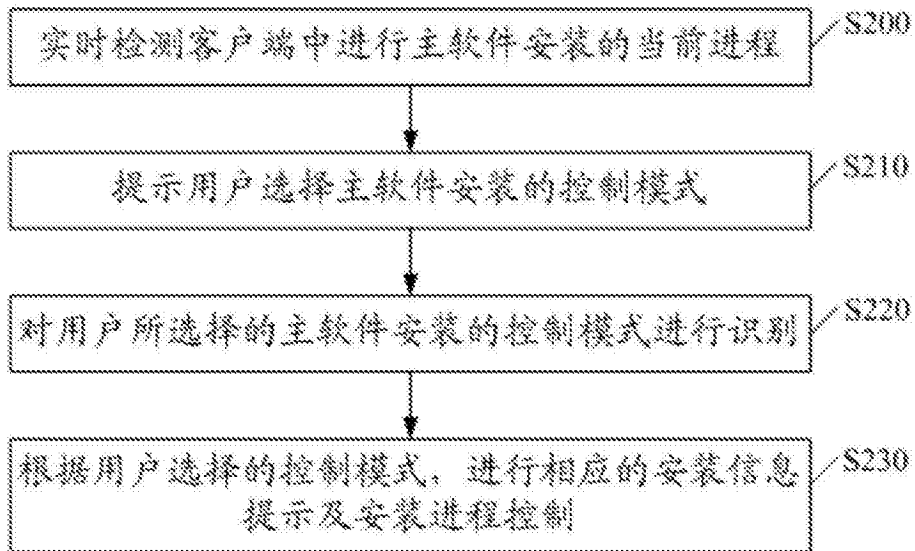 实时检测客户端中进行主软件安装的当前进程
S200
提示用户选择主软件安装的控制模式
S210
对用户所选择的主软件安装的控制模式进行识别
S220
根据用户选择的控制模式，进行相应的安装信息
提示及安装进程控制
S230